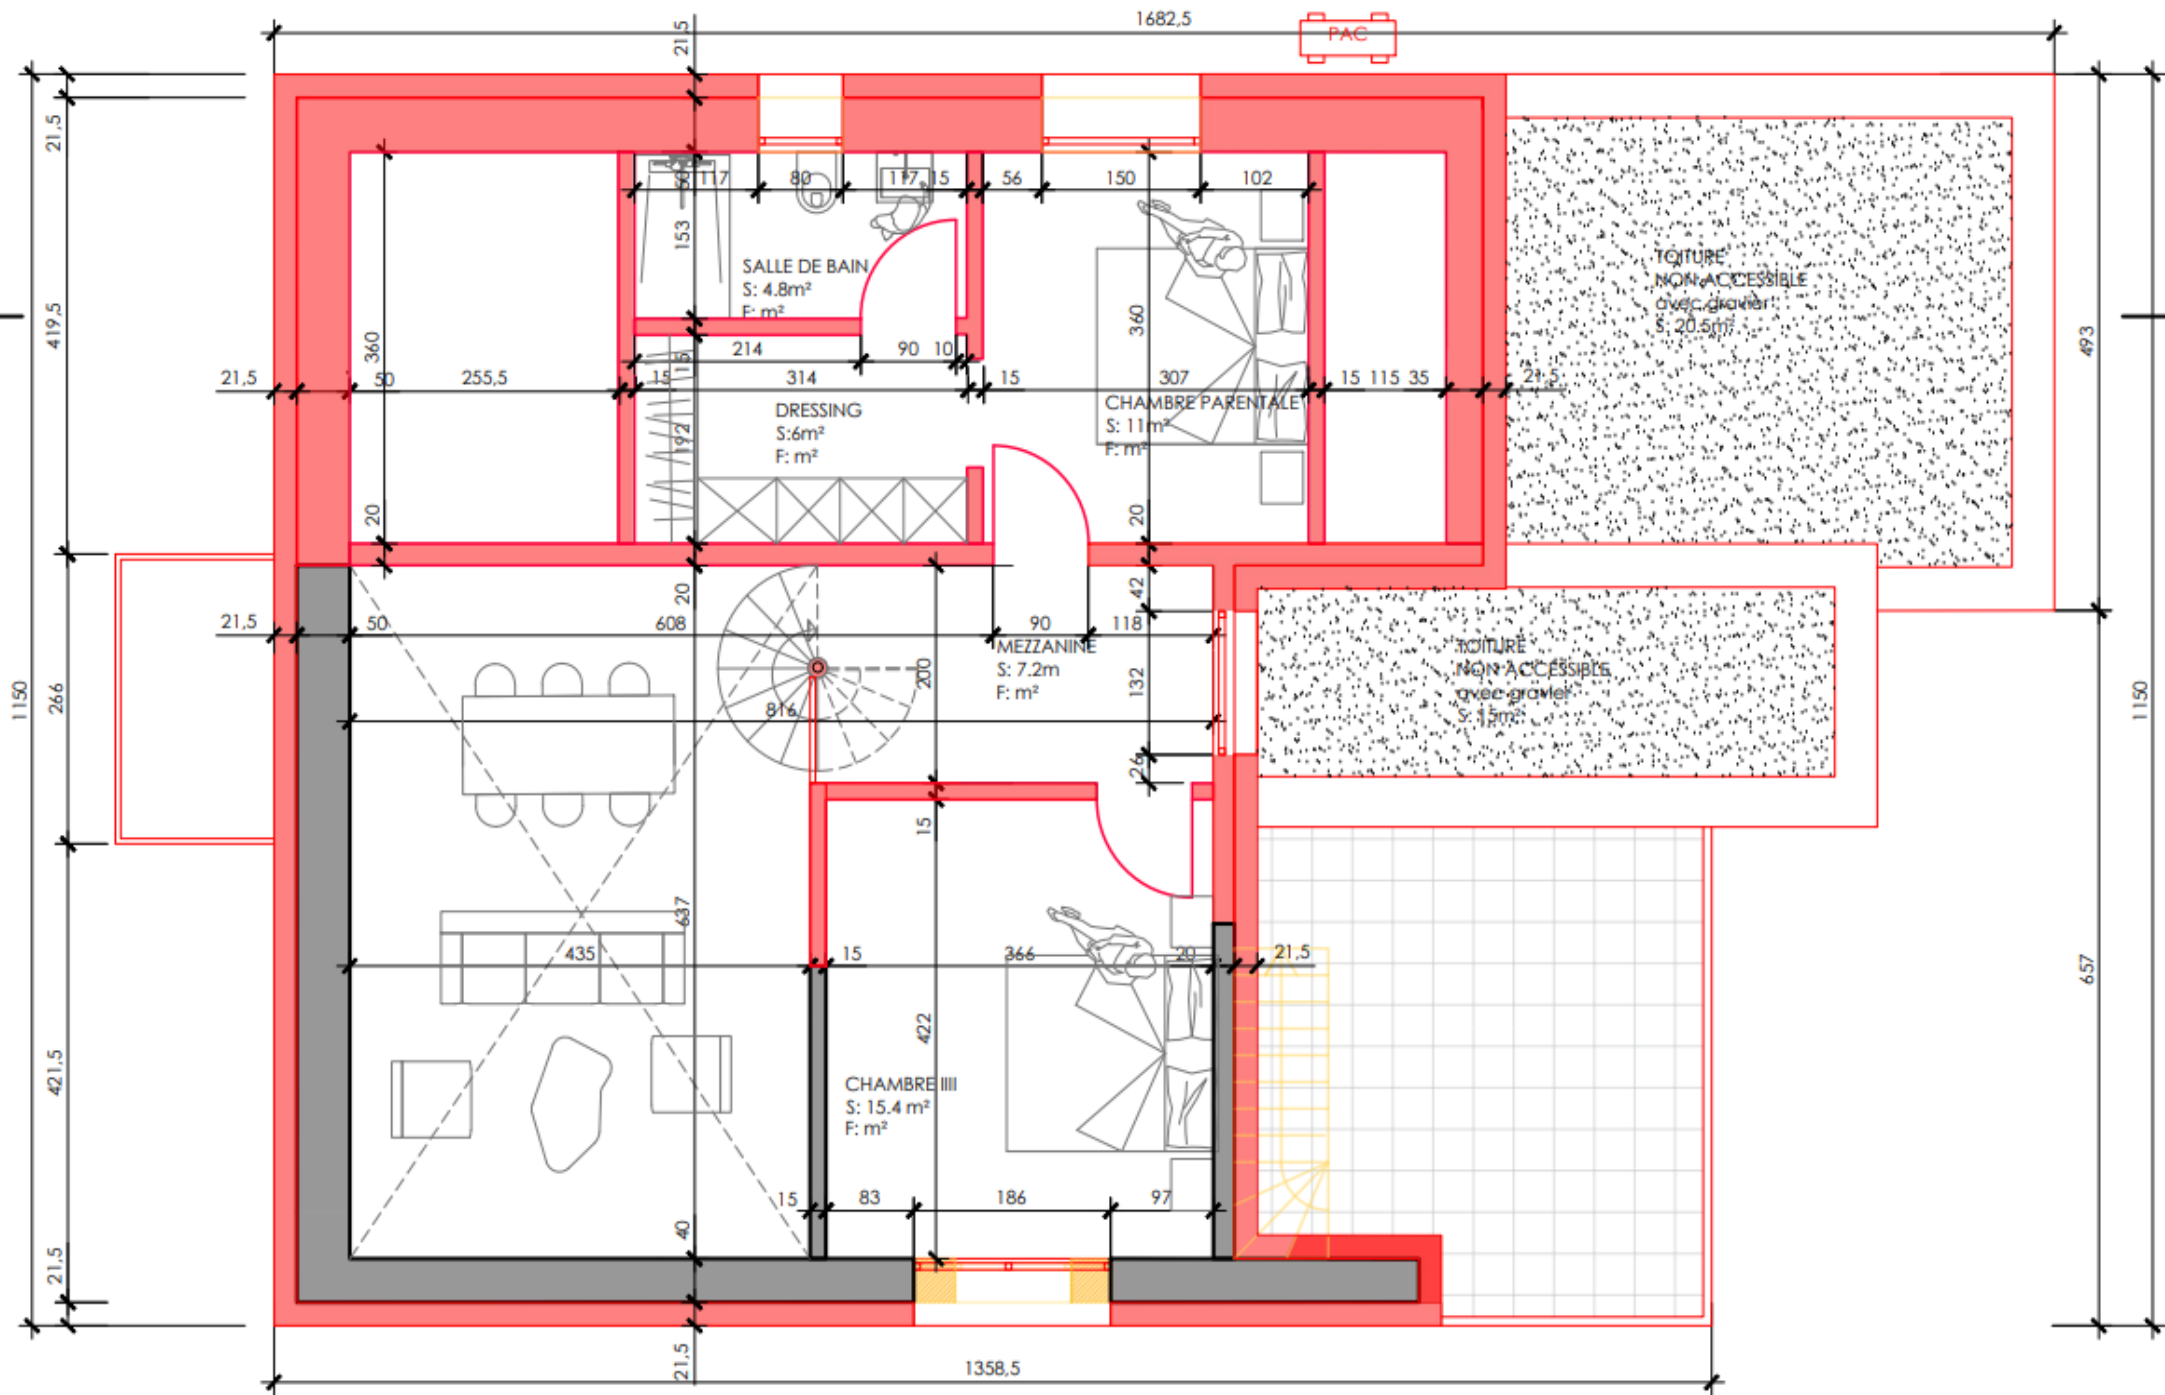 1682,5
PAC
21,5
21,5
60
117
80
117
15
56
150
102
153
SALLE DE BAIN
S: 4.8m²
F: m²
TOITURE
NON ACCESSIBLE
avec gravier
S: 20.5m²
419,5
360
360
493
214
90
10
15
21,5
50
255,5
15
314
15
307
15
115
35
21,5
DRESSING
S:6m²
F: m²
CHAMBRE PARENTALE
S: 11m²
F: m²
192
20
20
20
42
21,5
50
608
90
118
MEZZANINE
S: 7.2m
F: m²
TOITURE
NON ACCESSIBLE
avec gravier
S: 15m²
200
132
1150
266
816
1150
26
15
637
435
15
366
20
21,5
657
422
421,5
CHAMBRE IIII
S: 15.4 m²
F: m²
15
83
186
97
40
21,5
21,5
1358,5